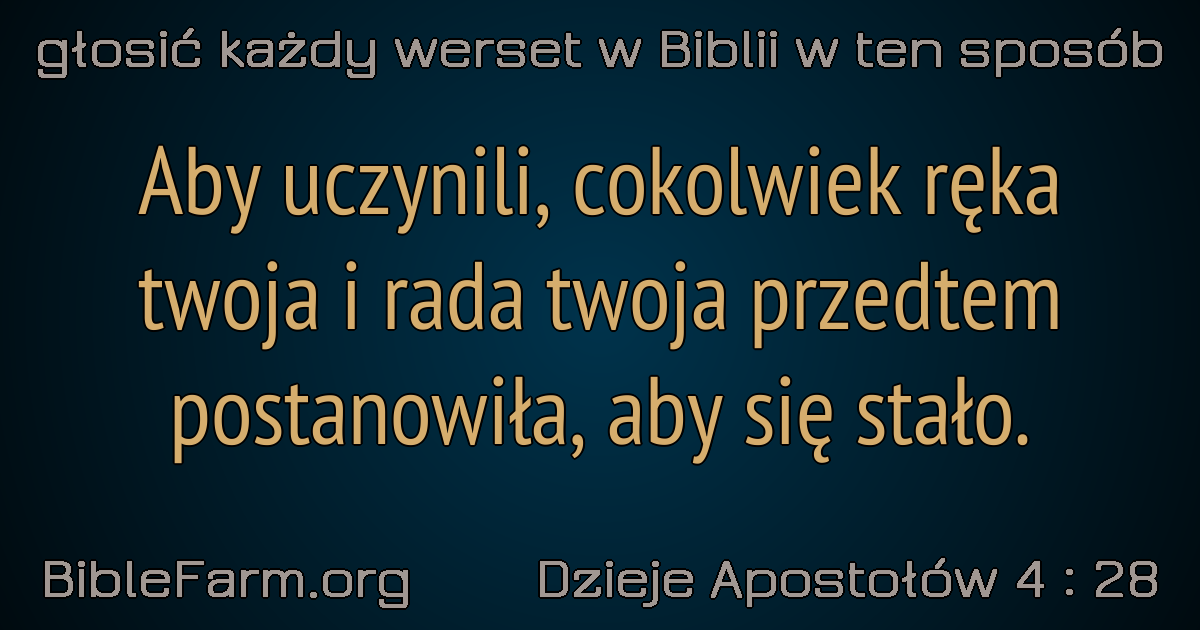 głosić każdy werset w Biblii w ten sposób
Aby uczynili, cokolwiek ręka
twoja i rada twoja przedtem
postanowiła, aby się stało.
BibleFarm.org
Dzieje Apostołów 4 : 28